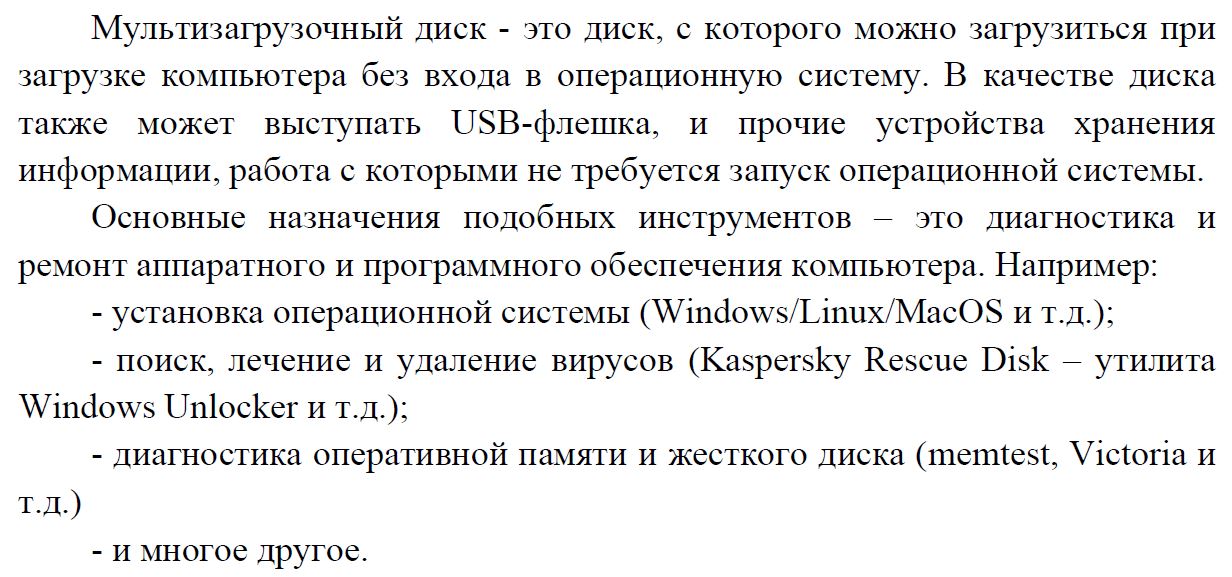 Мультизагрузочный диск - это диск, с которого можно загрузиться при
загрузке компьютера без входа в операционную систему. В качестве диска
также может выступать USB-флешка, и прочие устройства хранения
информации, работа с которыми не требуется запуск операционной системы.
Основные назначения подобных инструментов – это диагностика и
ремонт аппаратного и программного обеспечения компьютера. Например:
- установка операционной системы (Windows/Linux/MacOS и т.д.);
- поиск, лечение и удаление вирусов (Kaspersky Rescue Disk – утилита
Windows Unlocker и т.д.);
- диагностика оперативной памяти и жесткого диска (memtest, Victoria и
т.д.)
- и многое другое.